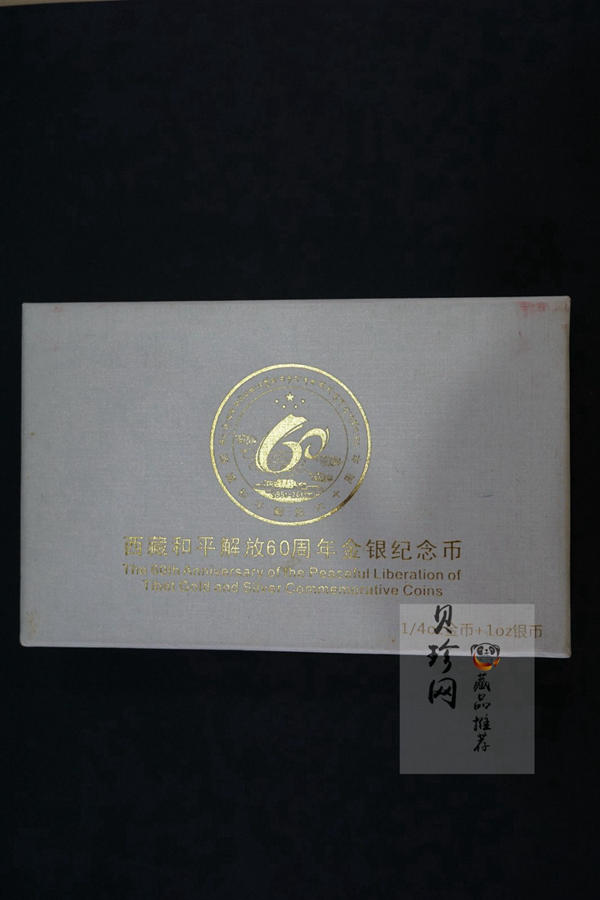 60
西藏和平解放60周年金银纪念币
The 60th Anniversary of the Peaceful Liberation of
Tibet Gold and Silver Commemorative Coins
1/4oz金币+1oz银币
贝珍网
藏品推荐